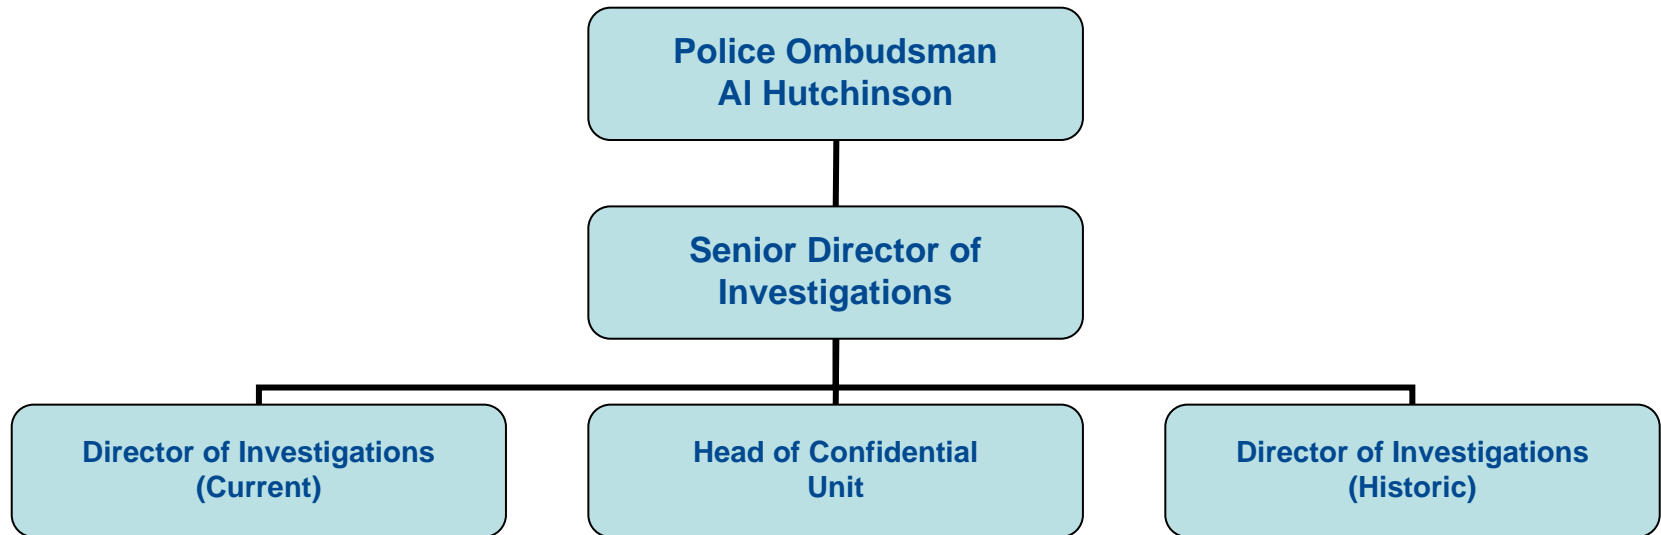 Police Ombudsman
Al Hutchinson
Senior Director of
Investigations
Director of Investigations
(Current)
Head of Confidential
Unit
Director of Investigations
(Historic)